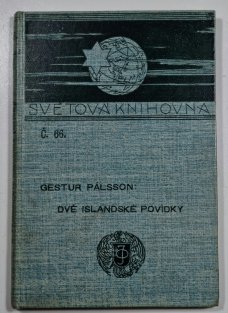 SVĚTOVÁ KNIHOVNA
Č. 66.
GESTUR PÁLSSON:
DVĚ ISLANDSKÉ POVÍDKY